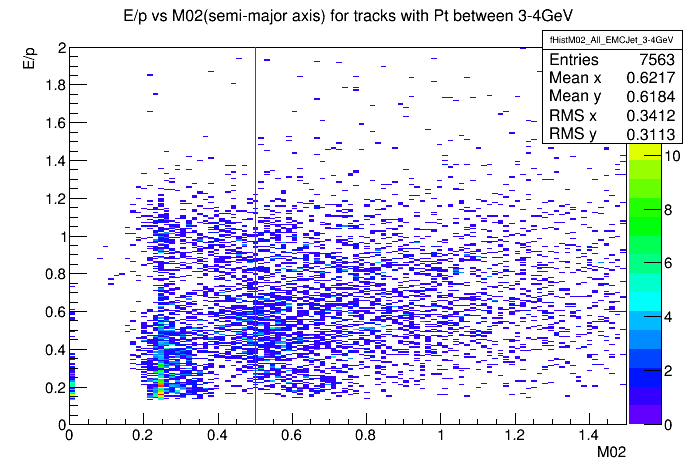 E/p vs M02(semi-major axis) for tracks with Pt between 3-4GeV
fHistM02_All_EMCJet_3-4GeV
Entries 7563
Mean x 0.6217
Mean y 0.6184
RMS x 0.3412
RMS y 0.3113
E/p
2
1.8
1.6
1.4
1.2
1
0.8
0.6
0.4
0.2
0
10
8
6
4
2
0
0 0.2 0.4 0.6 0.8 1 1.2 1.4
M02